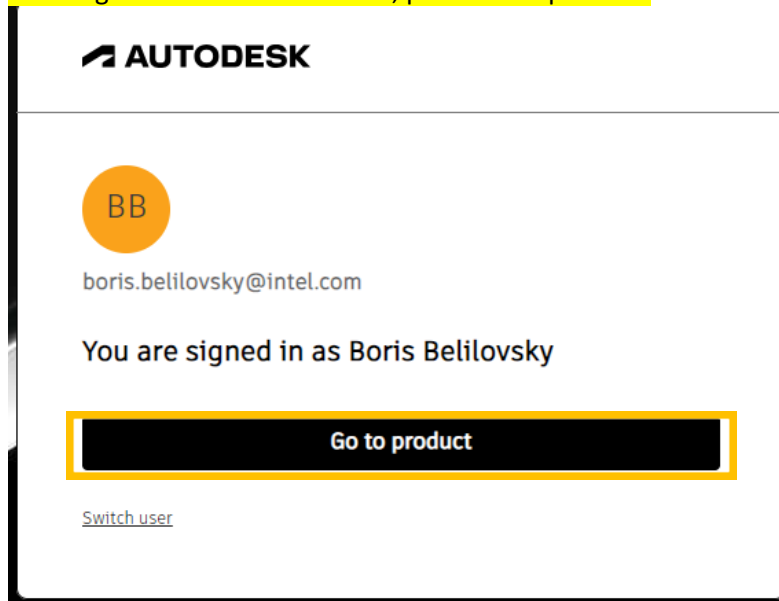 AUTODESK
BB
boris.belilovsky@intel.com
You are signed in as Boris Belilovsky
Go to product
Switch user